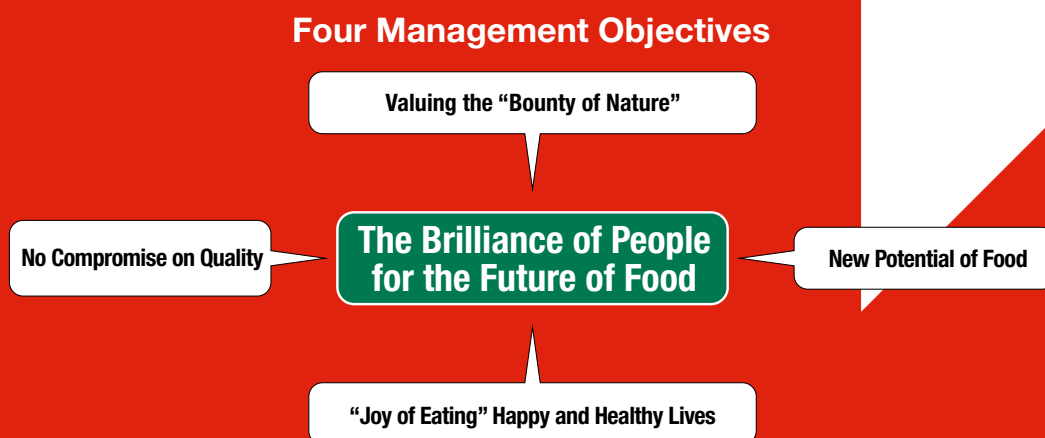 Four Management Objectives
Valuing the “Bounty of Nature”
No Compromise on Quality
The Brilliance of People
for the Future of Food
New Potential of Food
“Joy of Eating” Happy and Healthy Lives